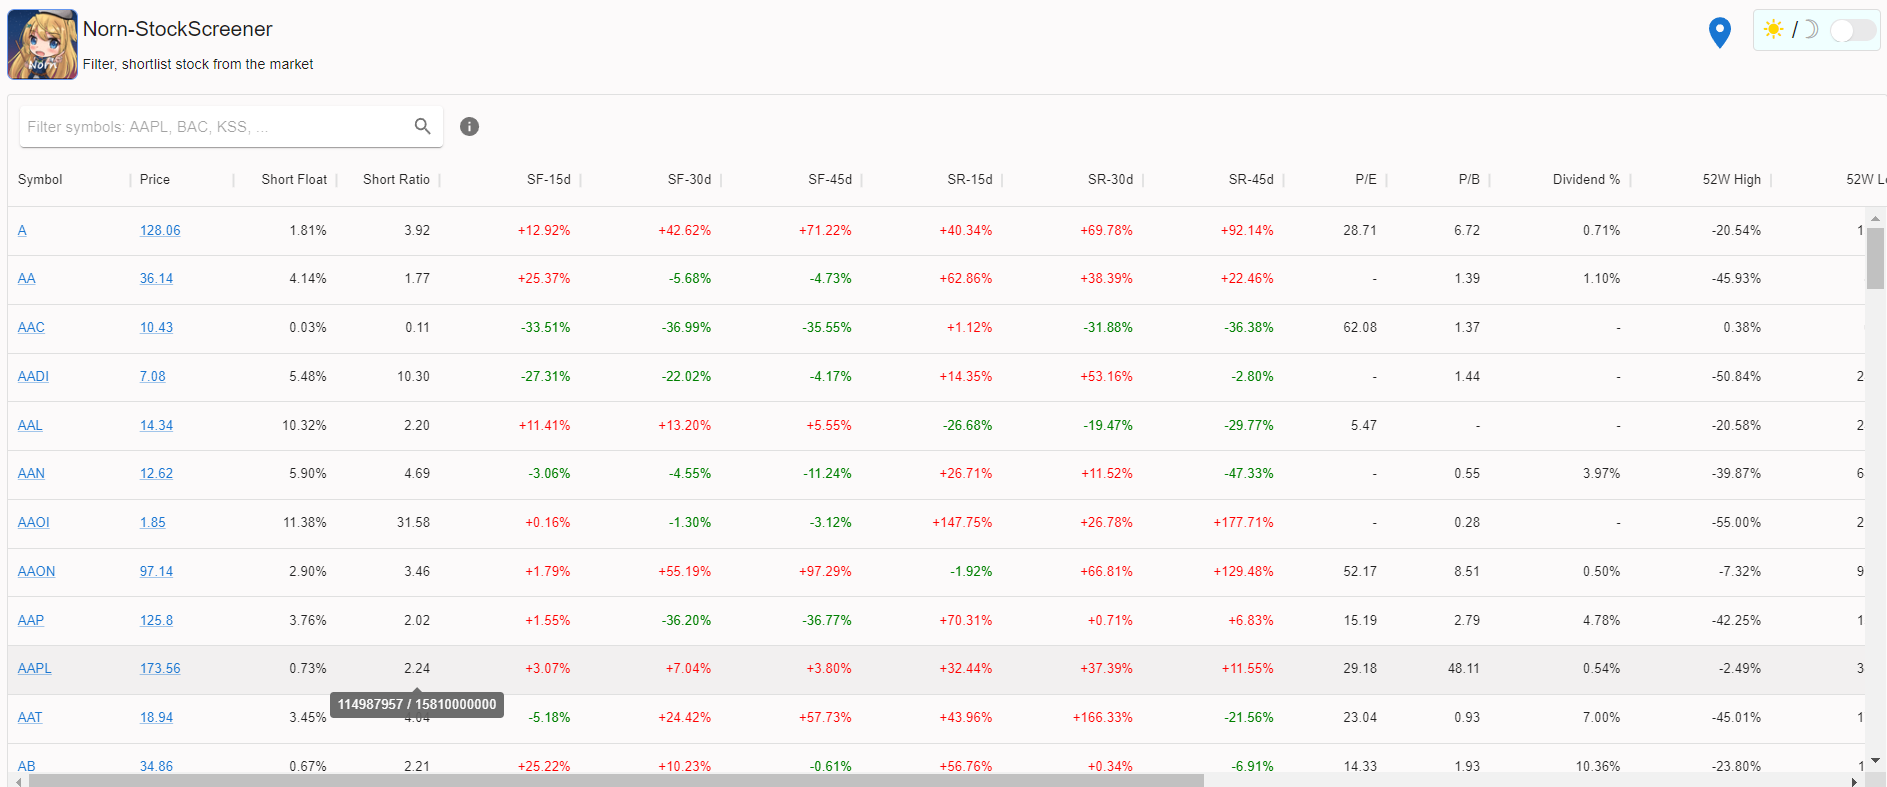 Norn-StockScreener
Norn
Filter, shortlist stock from the market
/
Filter symbols: AAPL, BAC, KSS, ...
Symbol Price Short Float Short Ratio SF-15d SF-30d SF-45d SR-15d SR-30d SR-45d P/E P/B Dividend % 52W High 52W
A 128.06 1.81% 3.92 +12.92% +42.62% +71.22% +40.34% +69.78% +92.14% 28.71 6.72 0.71% -20.54% 1
AA 36.14 4.14% 1.77 +25.37% -5.68% -4.73% +62.86% +38.39% +22.46% - 1.39 1.10% -45.93%
AAC 10.43 0.03% 0.11 -33.51% -36.99% -35.55% +1.12% -31.88% -36.38% 62.08 1.37 - 0.38%
AADI 7.08 5.48% 10.30 -27.31% -22.02% -4.17% +14.35% +53.16% -2.80% - 1.44 - -50.84% 2
AAL 14.34 10.32% 2.20 +11.41% +13.20% +5.55% -26.68% -19.47% -29.77% 5.47 - - -20.58% 2
AAN 12.62 5.90% 4.69 -3.06% -4.55% -11.24% +26.71% +11.52% -47.33% - 0.55 3.97% -39.87% 6
AAOI 1.85 11.38% 31.58 +0.16% -1.30% -3.12% +147.75% +26.78% +177.71% - 0.28 - -55.00% 2
AAON 97.14 2.90% 3.46 +1.79% +55.19% +97.29% -1.92% +66.81% +129.48% 52.17 8.51 0.50% -7.32% 9
AAP 125.8 3.76% 2.02 +1.55% -36.20% -36.77% +70.31% +0.71% +6.83% 15.19 2.79 4.78% -42.25% 1
AAPL 173.56 0.73% 2.24 +3.07% +7.04% +3.80% +32.44% +37.39% +11.55% 29.18 48.11 0.54% -2.49% 3
114987957 / 15810000000
AAT 18.94 3.45% 4.04 -5.18% +24.42% +57.73% +43.96% +166.33% -21.56% 23.04 0.93 7.00% -45.01% 1
AB 34.86 0.67% 2.21 +25.22% +10.23% -0.61% +56.76% +0.34% -6.91% 14.33 1.93 10.36% -23.80% 1